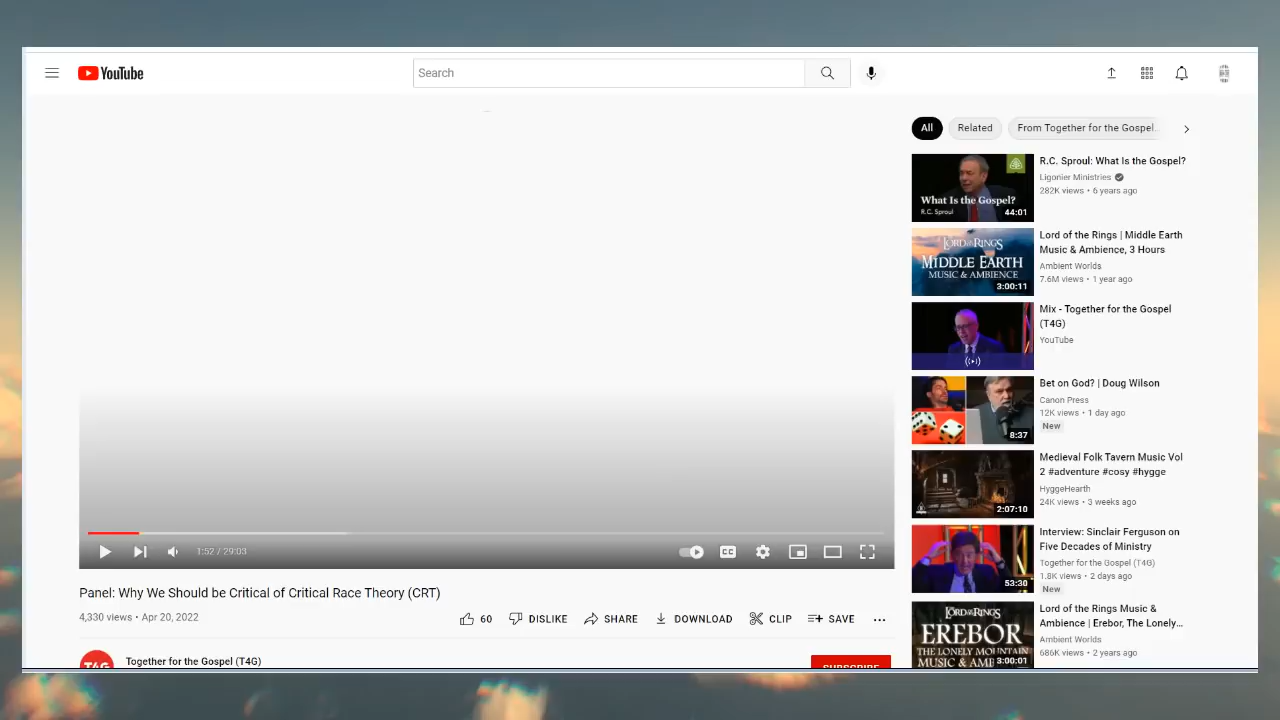 YouTube
Search
All
Related
From Together for the Gospel...
What Is the Gospel?
R.C. Sproul
44:01
R.C. Sproul: What Is the Gospel?
Ligonier Ministries
282K views • 6 years ago
LORD OF THE RINGS
MIDDLE EARTH
MUSIC & AMBIENCE
3:00:11
Lord of the Rings | Middle Earth
Music & Ambience, 3 Hours
Ambient Worlds
7.6M views • 1 year ago
Mix - Together for the Gospel
(T4G)
YouTube
8:37
Bet on God? | Doug Wilson
Canon Press
12K views • 1 day ago
New
2:07:10
Medieval Folk Tavern Music Vol
2 #adventure #cosy #hygge
HyggeHearth
24K views • 3 weeks ago
53:30
Interview: Sinclair Ferguson on
Five Decades of Ministry
Together for the Gospel (T4G)
1.8K views • 2 days ago
New
LORD OF THE RINGS
EREBOR
THE LONELY MOUNTAIN
MUSIC & AMB
3:00:01
Lord of the Rings Music &
Ambience | Erebor, The Lonely...
Ambient Worlds
686K views • 2 years ago
1:52 / 29:03
CC
Panel: Why We Should be Critical of Critical Race Theory (CRT)
4,330 views • Apr 20, 2022
60
DISLIKE
SHARE
DOWNLOAD
CLIP
SAVE
T4G
Together for the Gospel (T4G)
SUBSCRIBE